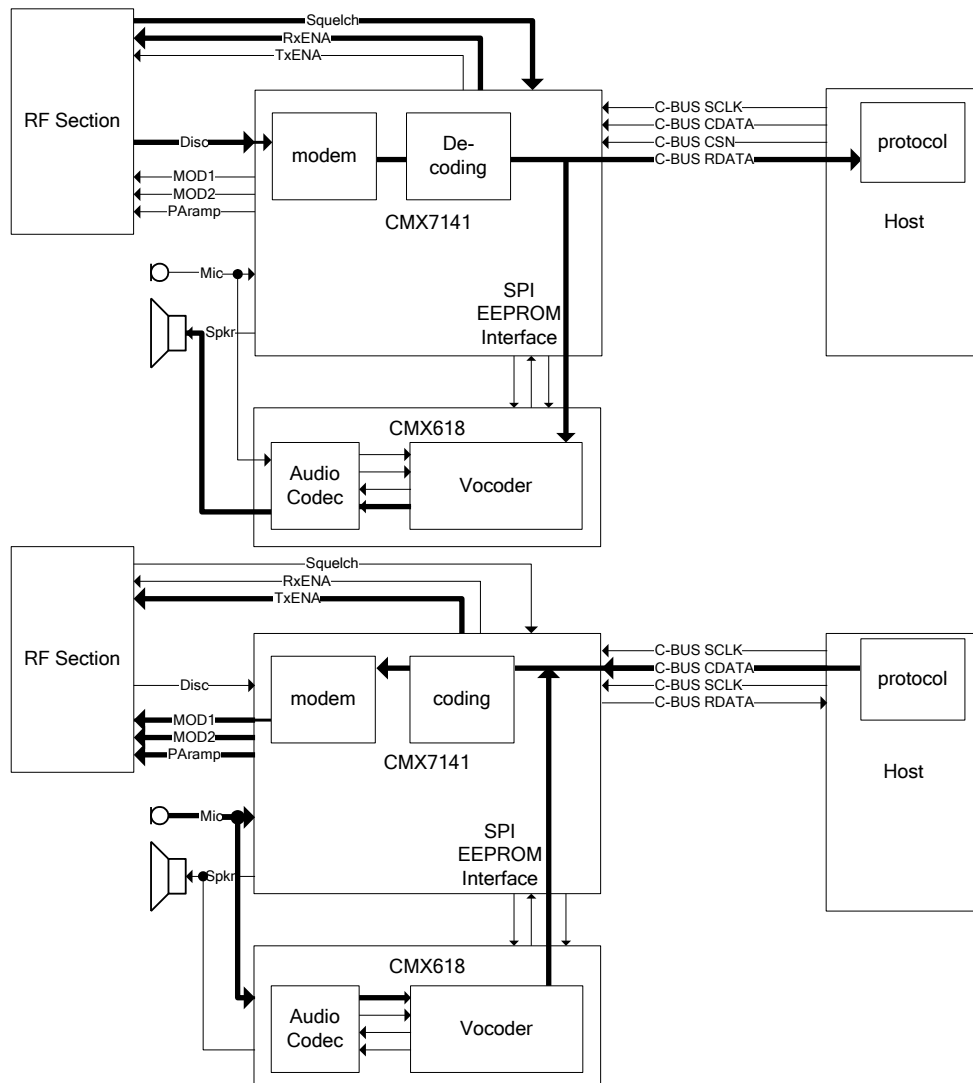 Squelch
RxENA
TxENA
RF Section
Disc
MOD1
MOD2
PAramp
modem
De-
coding
CMX7141
C-BUS SCLK
C-BUS CDATA
C-BUS CSN
C-BUS RDATA
protocol
Host
Mic
Spkr
SPI
EEPROM
Interface
CMX618
Audio
Codec
Vocoder
Squelch
RxENA
TxENA
RF Section
Disc
MOD1
MOD2
PAramp
modem
coding
CMX7141
C-BUS SCLK
C-BUS CDATA
C-BUS SCLK
C-BUS RDATA
protocol
Host
Mic
Spkr
SPI
EEPROM
Interface
CMX618
Audio
Codec
Vocoder